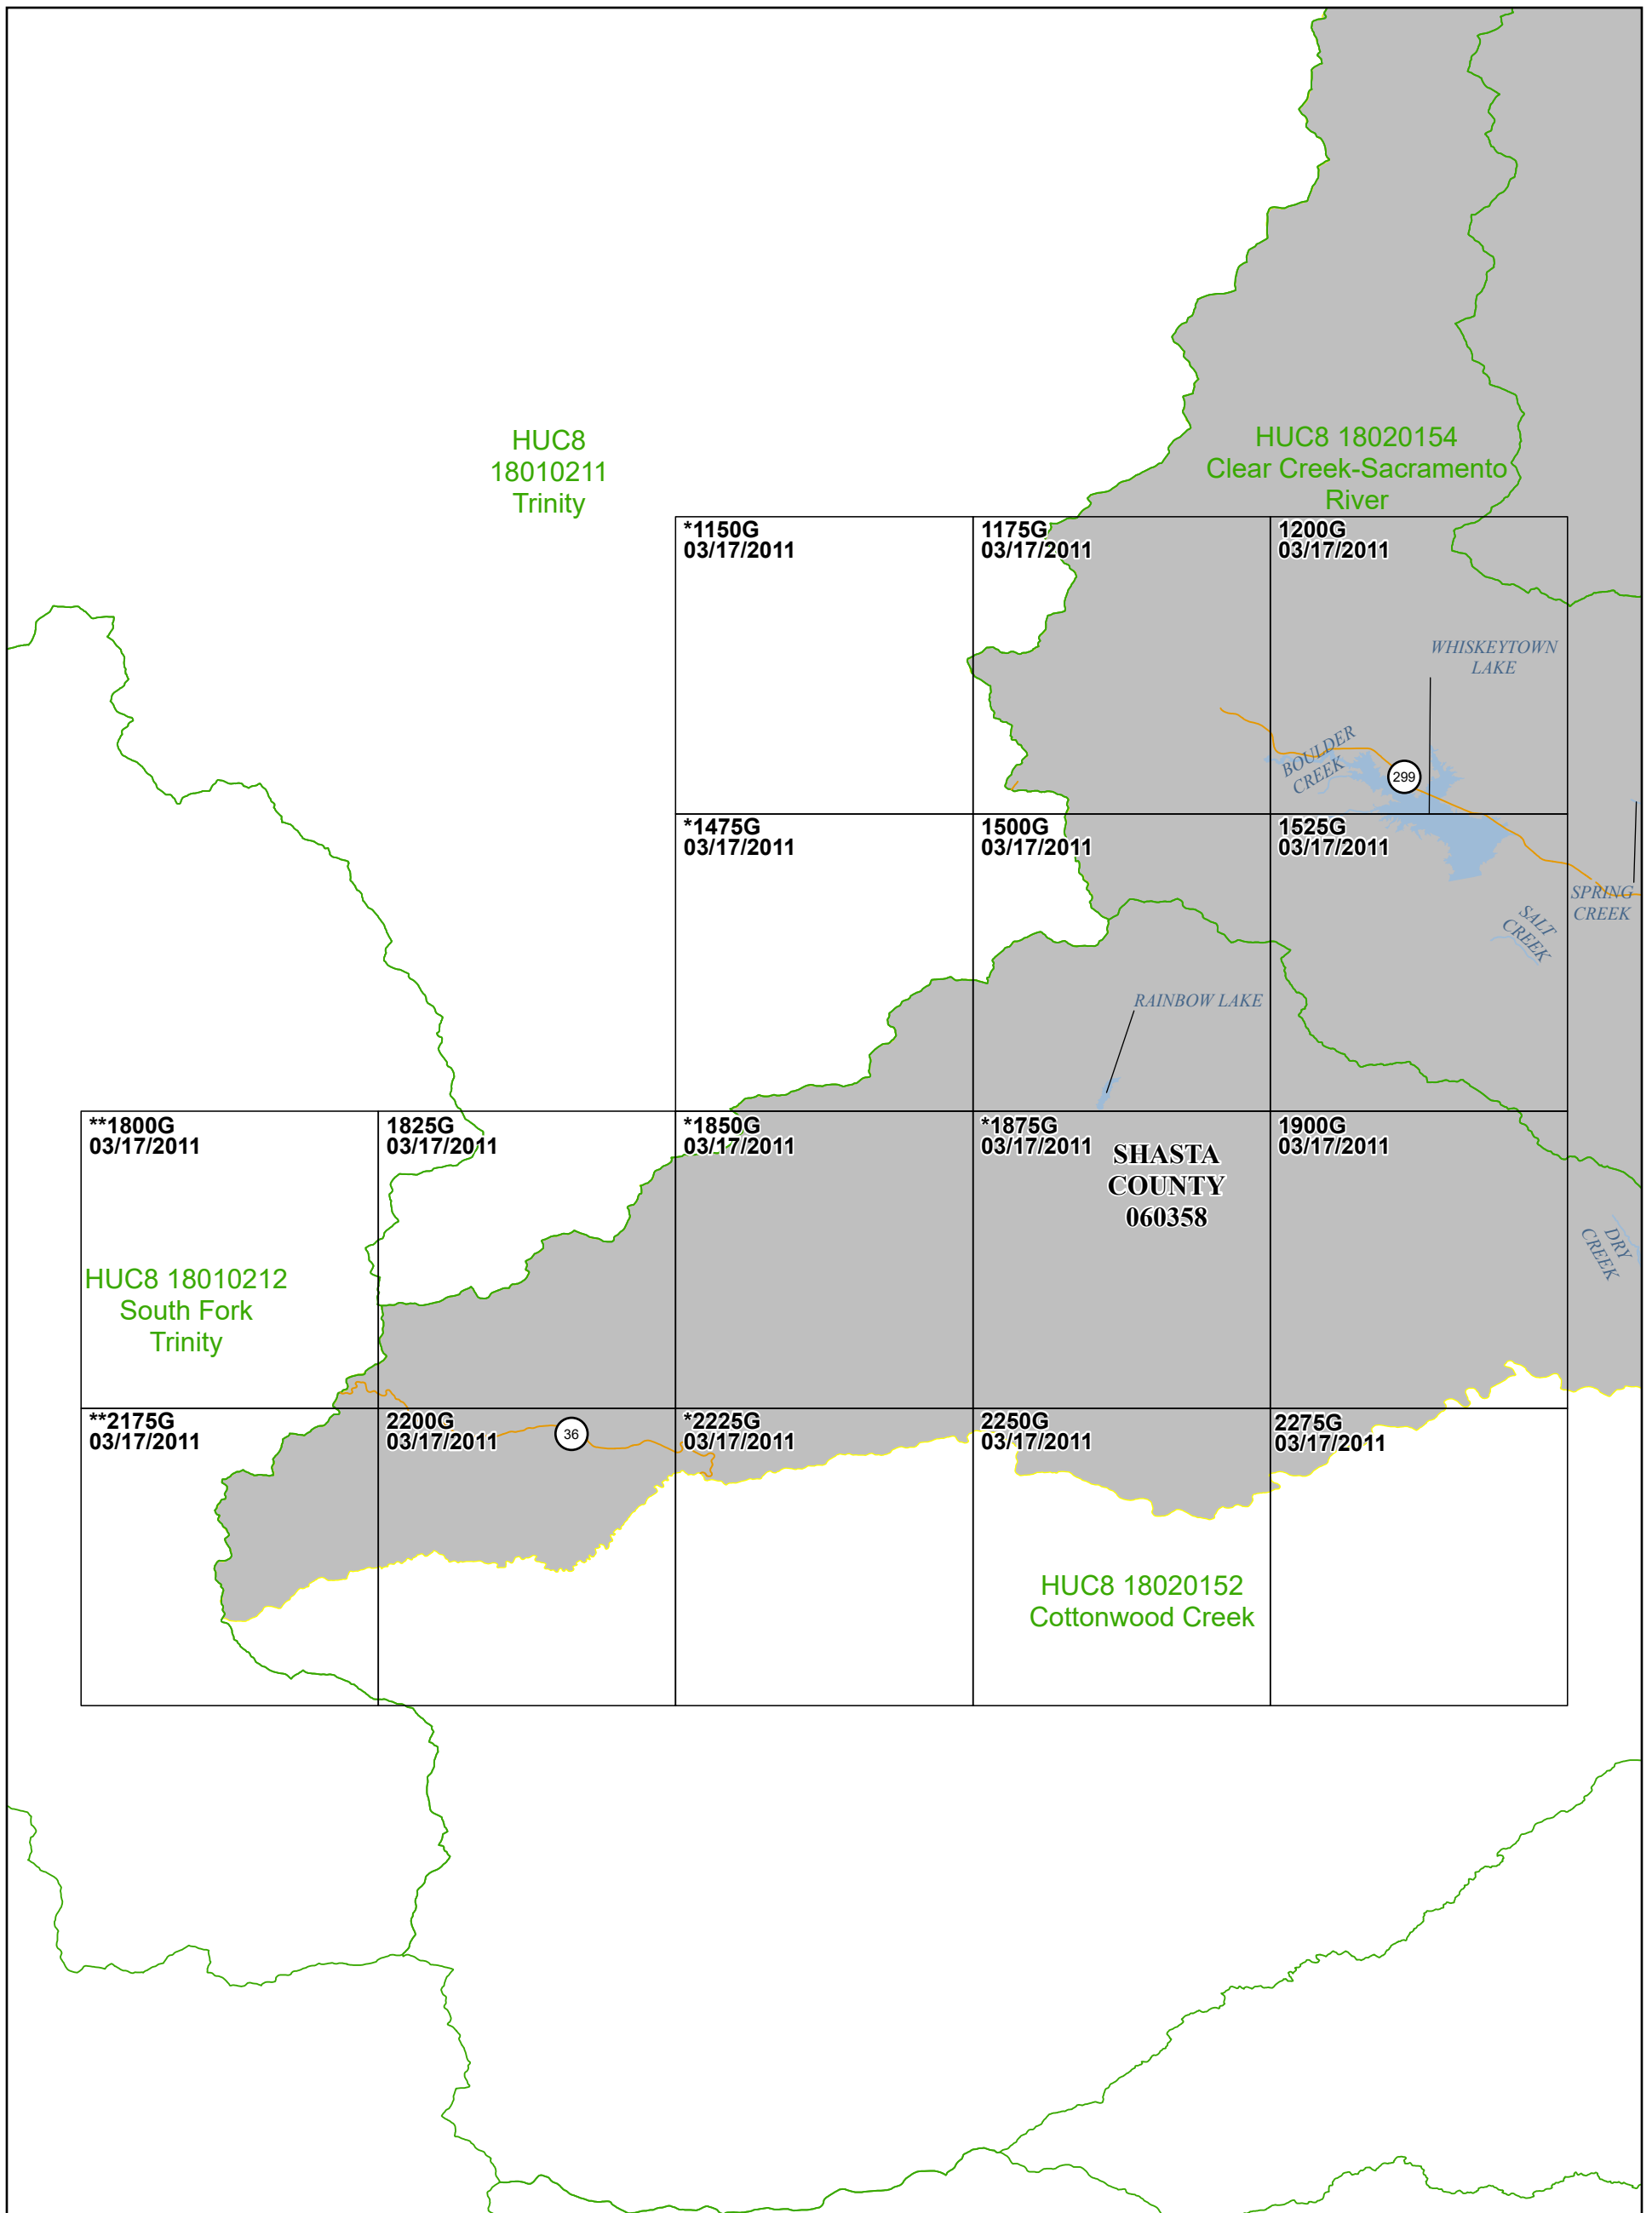 HUC8
18010211
Trinity
HUC8 18020154
Clear Creek-Sacramento
River
*1150G
03/17/2011
1175G
03/17/2011
1200G
03/17/2011
WHISKEYTOWN
LAKE
BOULDER
CREEK
299
*1475G
03/17/2011
1500G
03/17/2011
1525G
03/17/2011
SPRING
CREEK
SALT
CREEK
RAINBOW LAKE
**1800G
03/17/2011
1825G
03/17/2011
*1850G
03/17/2011
*1875G
03/17/2011
SHASTA
COUNTY
060358
1900G
03/17/2011
DRY
CREEK
HUC8 18010212
South Fork
Trinity
**2175G
03/17/2011
2200G
03/17/2011
36
*2225G
03/17/2011
2250G
03/17/2011
2275G
03/17/2011
HUC8 18020152
Cottonwood Creek